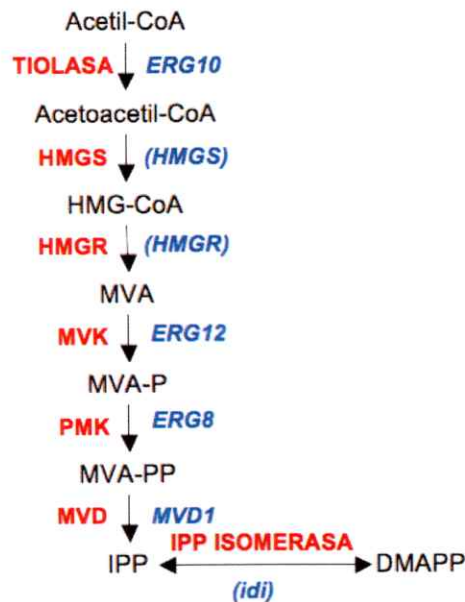 Acetil-CoA
TIOLASA ERG10
Acetoacetil-CoA
HMGS (HMGS)
HMG-CoA
HMGR (HMGR)
MVA
MVK ERG12
MVA-P
PMK ERG8
MVA-PP
MVD MVD1
IPP ISOMERASA
IPP DMAPP
(idi)